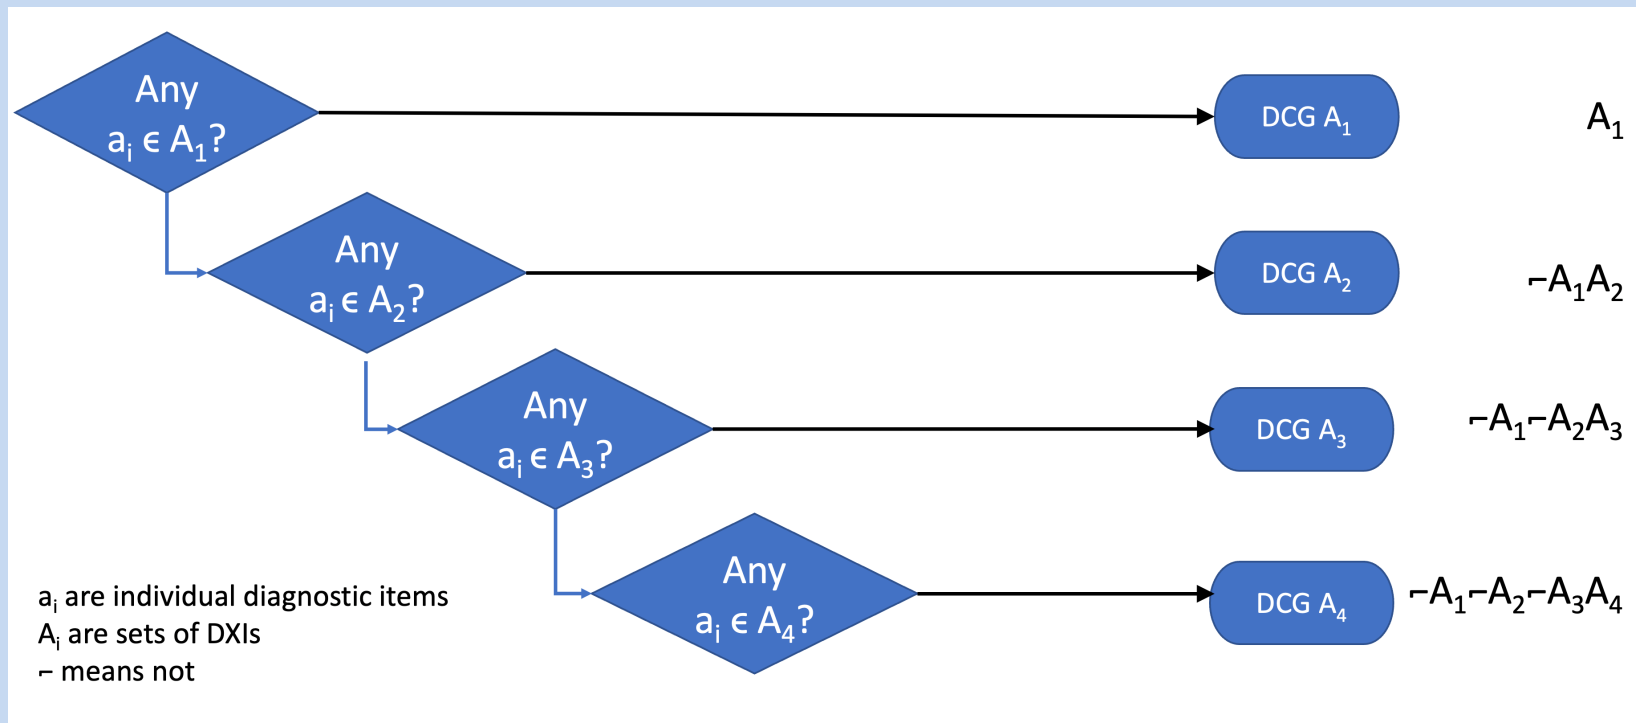 Any
aᵢ ϵ A₁?
DCG A₁
A₁
Any
aᵢ ϵ A₂?
DCG A₂
⌐A₁A₂
Any
aᵢ ϵ A₃?
DCG A₃
⌐A₁⌐A₂A₃
Any
aᵢ ϵ A₄?
DCG A₄
⌐A₁⌐A₂⌐A₃A₄
aᵢ are individual diagnostic items
Aᵢ are sets of DXIs
⌐ means not